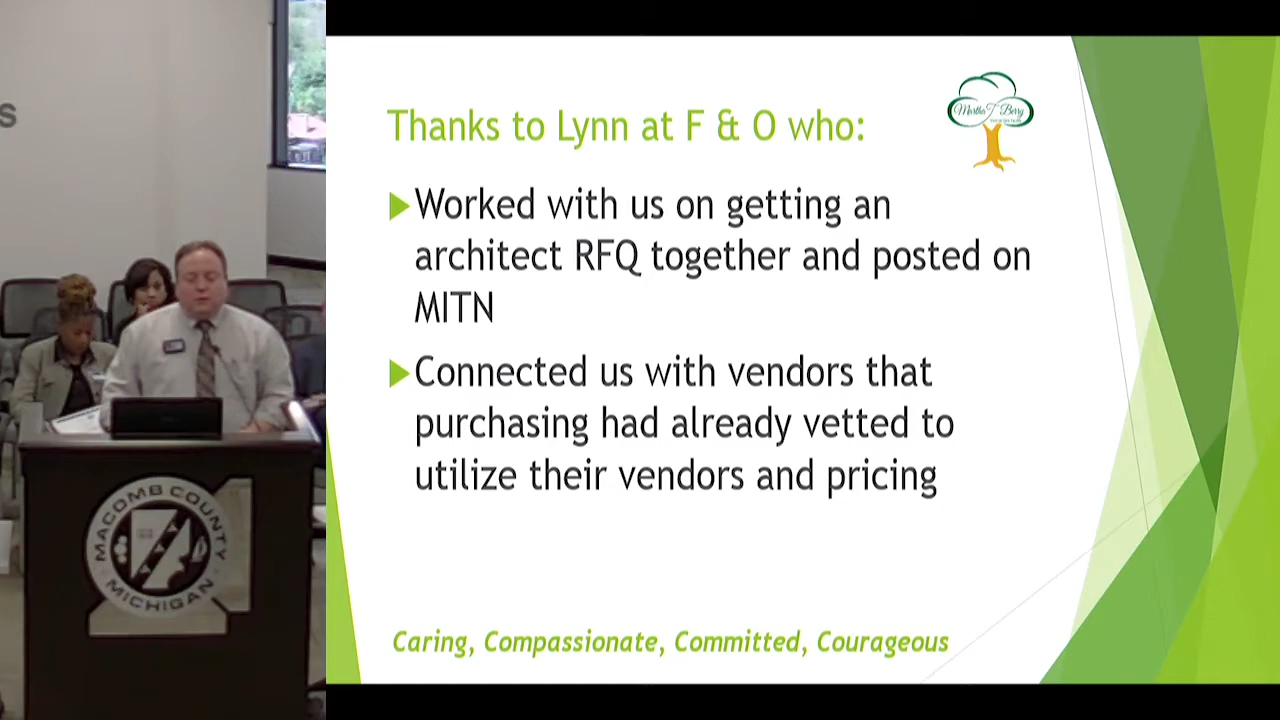 S
Thanks to Lynn at F & O who:
Martha T Berry
Worked with us on getting an
architect RFQ together and posted on
MITN
Connected us with vendors that
purchasing had already vetted to
utilize their vendors and pricing
MACOMB COUNTY
MICHIGAN
Caring, Compassionate, Committed, Courageous